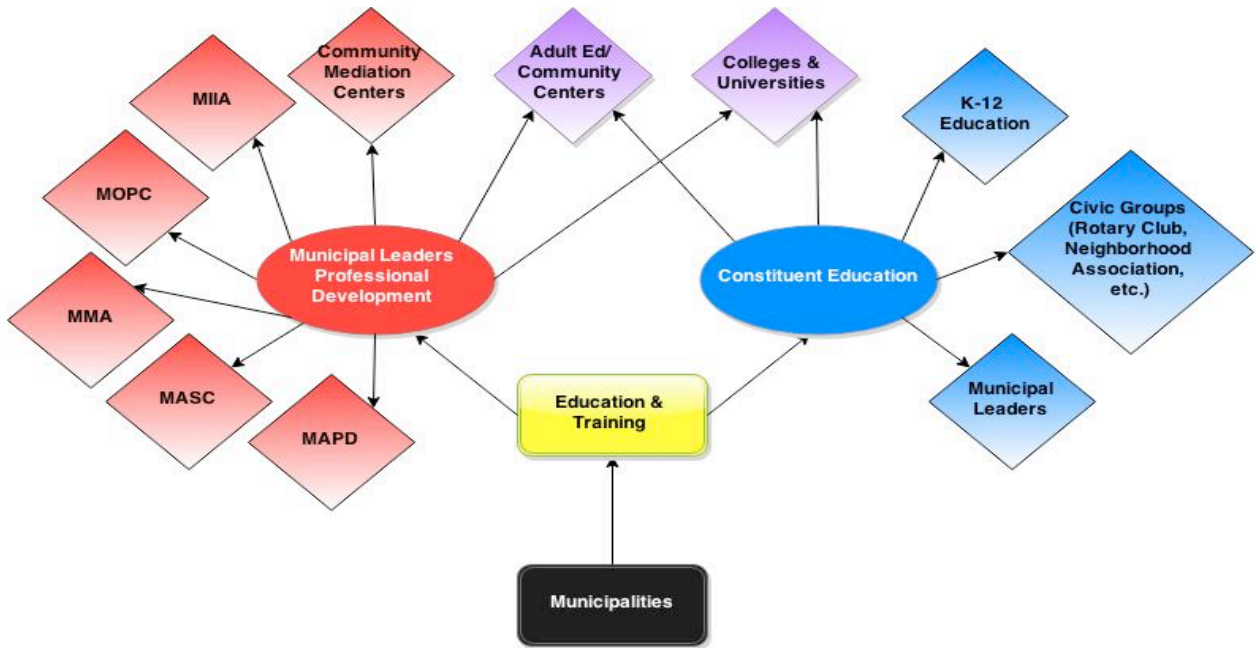 Community
Mediation
Centers
Adult Ed/
Community
Centers
Colleges &
Universities
MIIA
K-12
Education
MOPC
Civic Groups
(Rotary Club,
Neighborhood
Association,
etc.)
Municipal Leaders
Professional
Development
Constituent Education
MMA
MASC
MAPD
Education &
Training
Municipal
Leaders
Municipalities